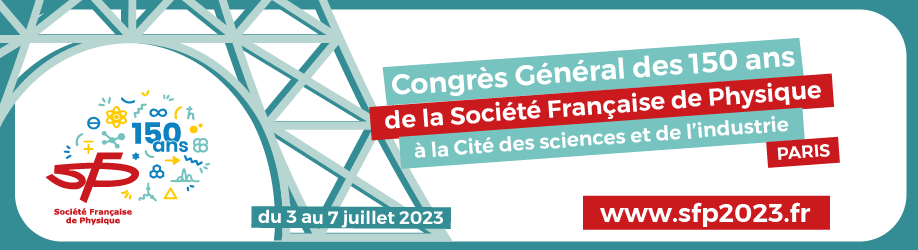 Congrès Général des 150 ans
de la Société Française de Physique
à la Cité des sciences et de l'industrie
PARIS
150
ans
sfp
Société Française
de Physique
du 3 au 7 juillet 2023
www.sfp2023.fr